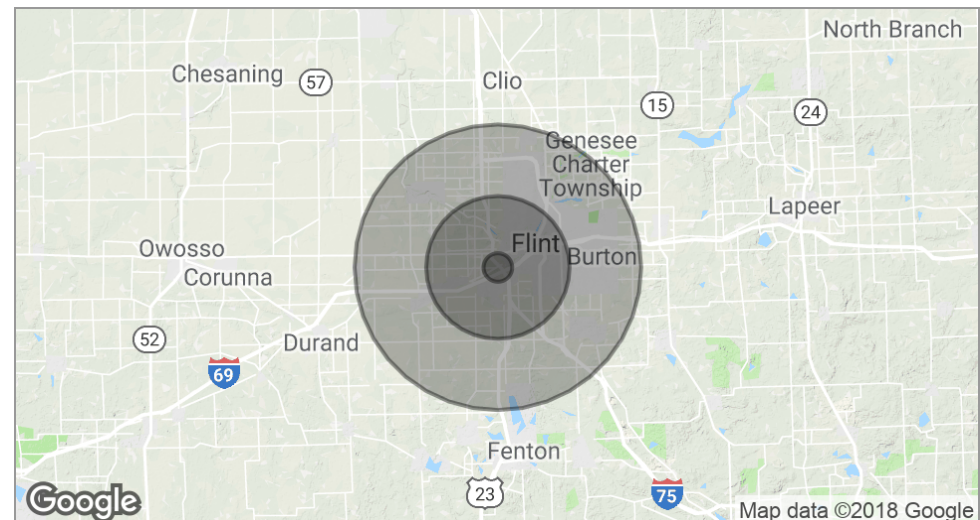 North Branch
Chesaning
57
Clio
15
24
Genesee
Charter
Township
Lapeer
Flint
Owosso
Burton
Corunna
52
Durand
69
Fenton
23
75
Google
Map data ©2018 Google